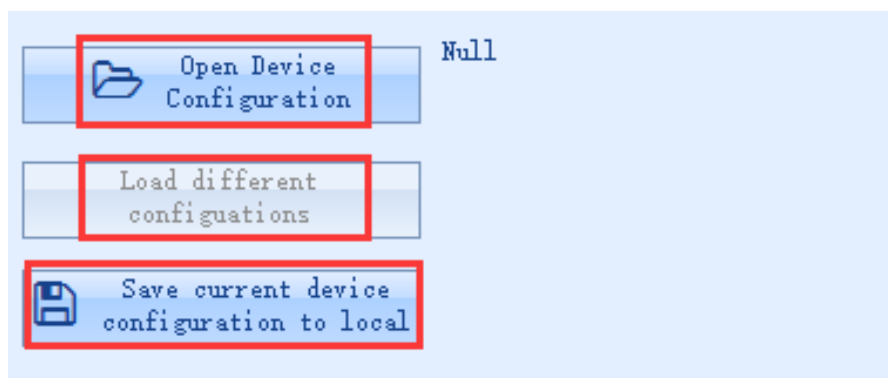 Open Device
Configuration
Null
Load different
configuations
Save current device
configuration to local